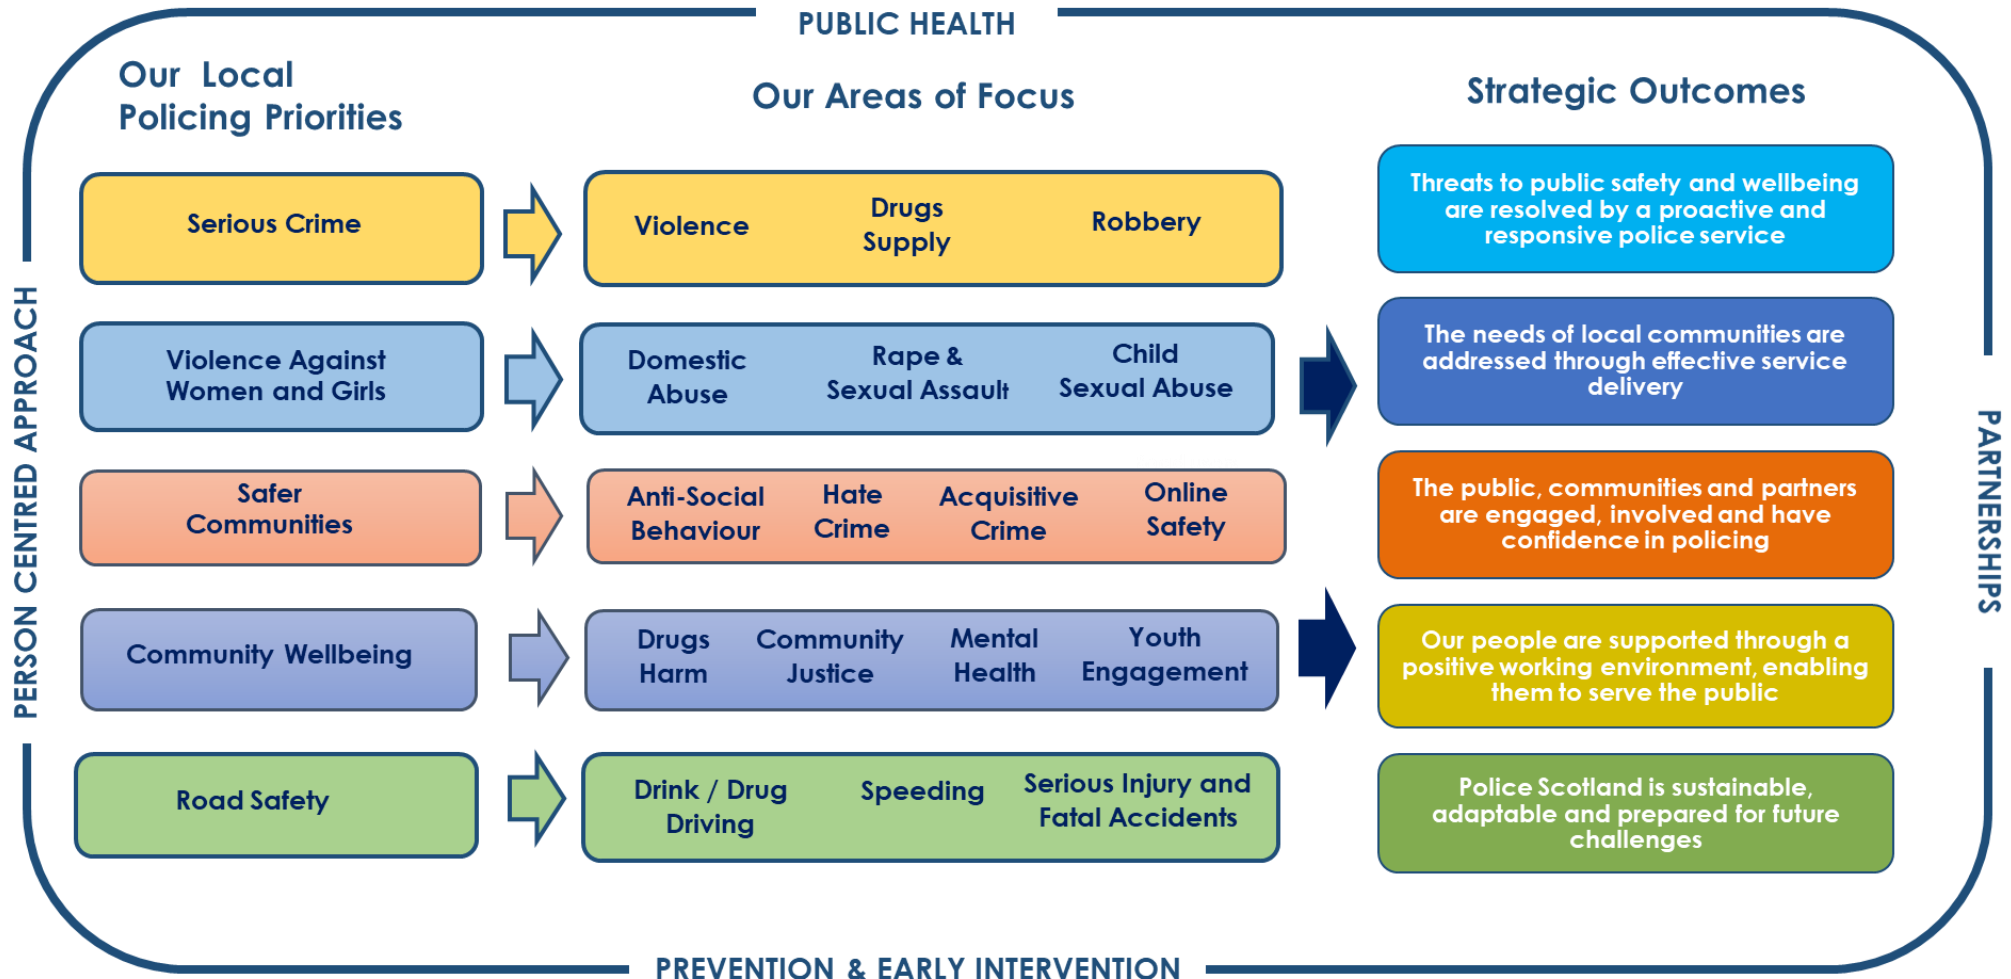 PUBLIC HEALTH
Our Local
Policing Priorities
Our Areas of Focus
Strategic Outcomes
Serious Crime
Violence
Drugs
Supply
Robbery
Threats to public safety and wellbeing
are resolved by a proactive and
responsive police service
Violence Against
Women and Girls
Domestic
Abuse
Rape &
Sexual Assault
Child
Sexual Abuse
The needs of local communities are
addressed through effective service
delivery
Safer
Communities
Anti-Social
Behaviour
Hate
Crime
Acquisitive
Crime
Online
Safety
The public, communities and partners
are engaged, involved and have
confidence in policing
Community Wellbeing
Drugs
Harm
Community
Justice
Mental
Health
Youth
Engagement
Our people are supported through a
positive working environment, enabling
them to serve the public
Road Safety
Drink / Drug
Driving
Speeding
Serious Injury and
Fatal Accidents
Police Scotland is sustainable,
adaptable and prepared for future
challenges
PERSON CENTRED APPROACH
PARTNERSHIPS
PREVENTION & EARLY INTERVENTION